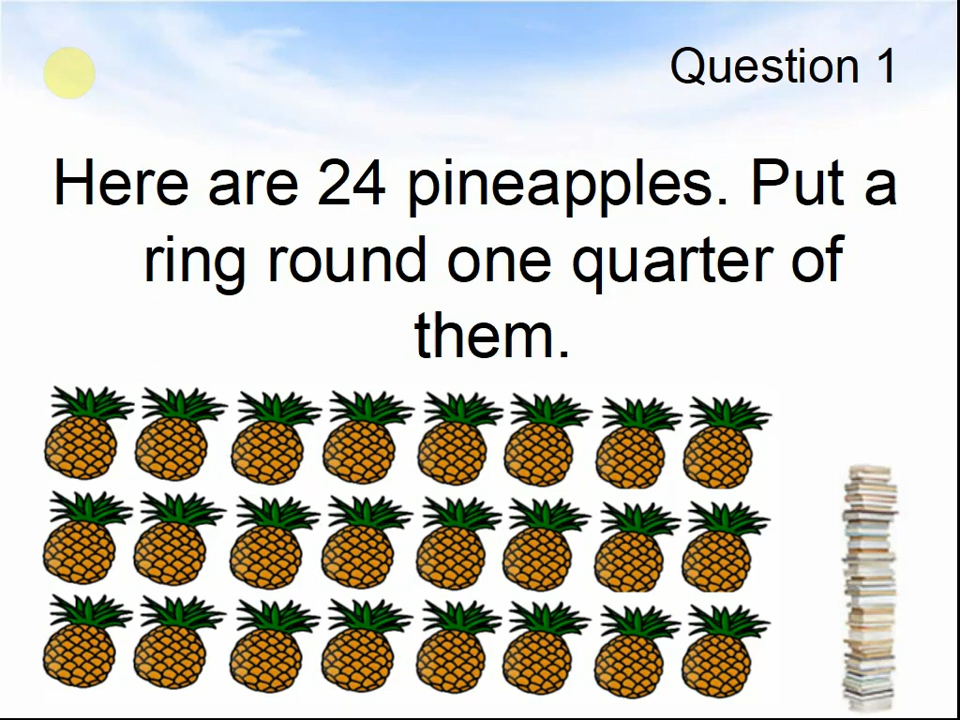 Question 1
Here are 24 pineapples. Put a
ring round one quarter of
them.